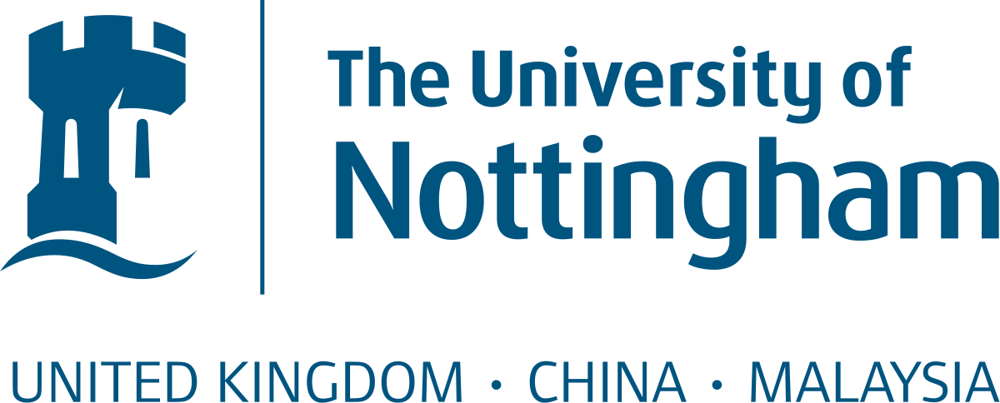 The University of
Nottingham
UNITED KINGDOM · CHINA · MALAYSIA